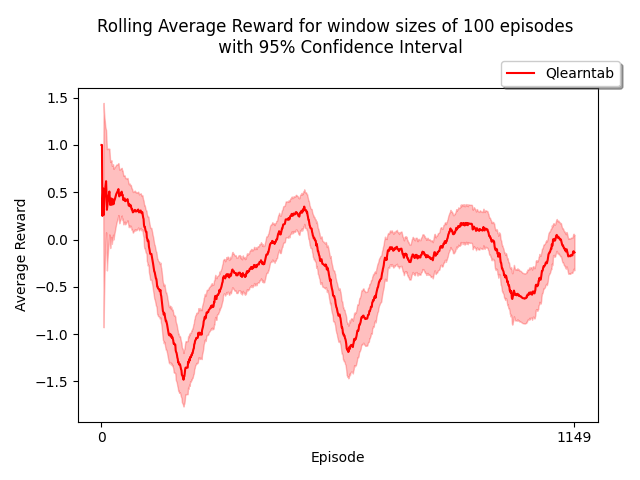 Rolling Average Reward for window sizes of 100 episodes
with 95% Confidence Interval
Qlearntab
1.5
1.0
0.5
0.0
−0.5
−1.0
−1.5
Average Reward
0
1149
Episode